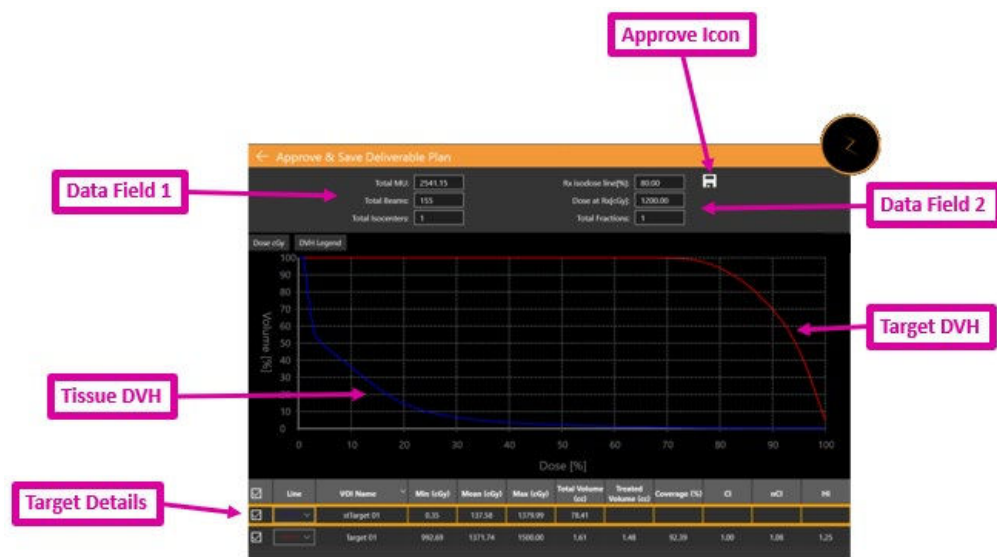 Approve Icon
Z
← Approve & Save Deliverable Plan
Data Field 1
Total MU: 2541.15
Rx isodose line[%]: 80.00
Total Beams: 155
Dose at Rx[cGy]: 1200.00
Data Field 2
Total Isocenters: 1
Total Fractions: 1
Dose cGy DVH Legend
100
90
80
70
60
50
40
30
20
10
0
Volume [%]
Target DVH
Tissue DVH
0 10 20 30 40 50 60 70 80 90 100
Dose [%]
Target Details
Line VOI Name Min (cGy) Mean (cGy) Max (cGy) Total Volume (cc) Treated Volume (cc) Coverage (%) CI nCI HI
stTarget 01 0.35 137.58 1379.99 78.41
Target 01 992.69 1371.74 1500.00 1.61 1.48 92.39 1.00 1.08 1.25